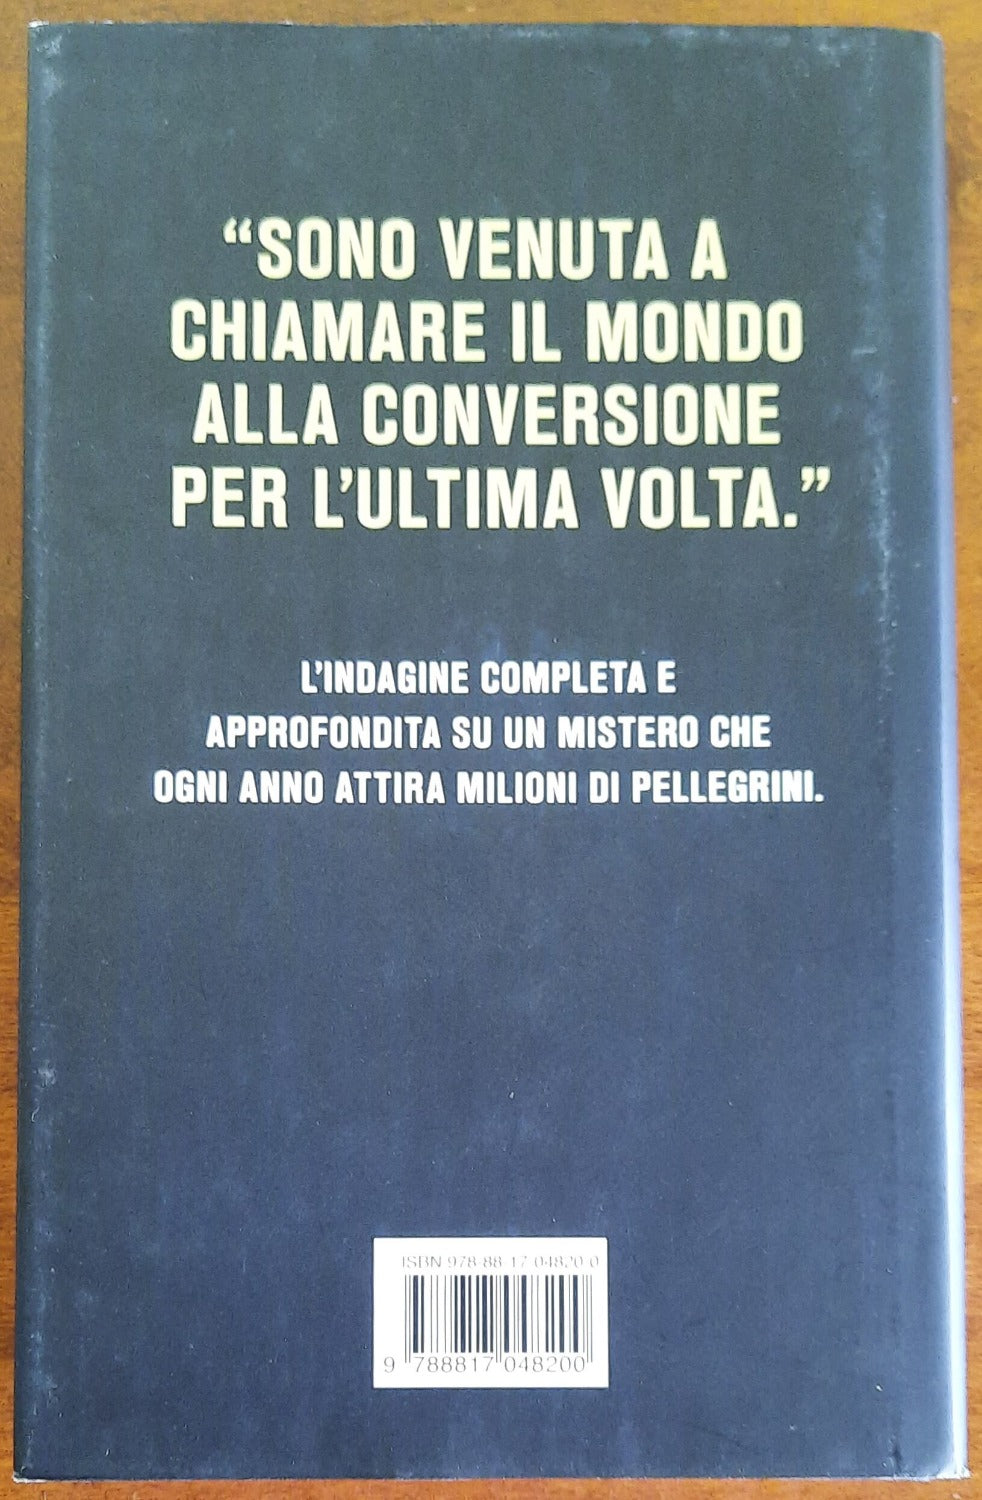 “SONO VENUTA A
CHIAMARE IL MONDO
ALLA CONVERSIONE
PER L’ULTIMA VOLTA.”
L’INDAGINE COMPLETA E
APPROFONDITA SU UN MISTERO CHE
OGNI ANNO ATTIRA MILIONI DI PELLEGRINI.
ISBN 978-88-17-04820-0
9 788817 048200